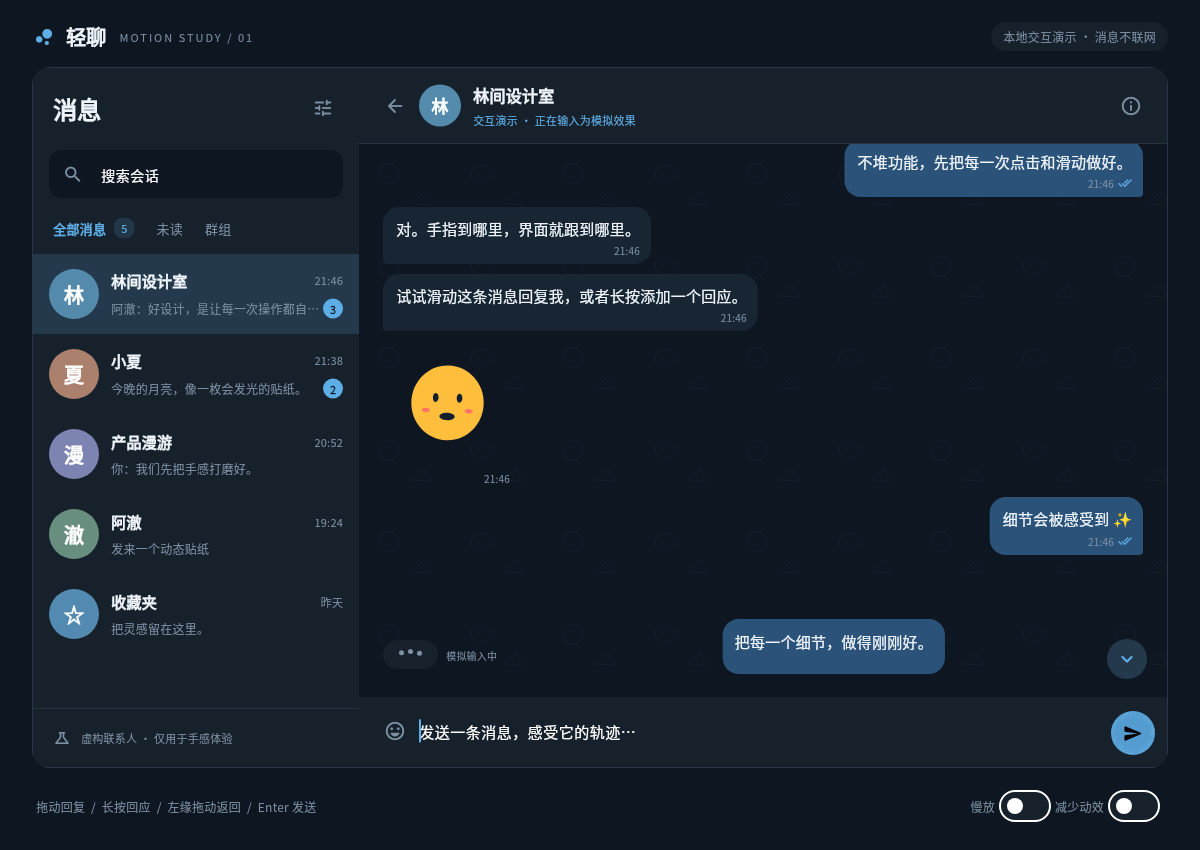 轻聊 MOTION STUDY / 01
本地交互演示 · 消息不联网
消息
搜索会话
全部消息 5 未读 群组
林
林间设计室 21:46
阿澈：好设计，是让每一次操作都自… 3
夏
小夏 21:38
今晚的月亮，像一枚会发光的贴纸。 2
漫
产品漫游 20:52
你：我们先把手感打磨好。
澈
阿澈 19:24
发来一个动态贴纸
收藏夹 昨天
把灵感留在这里。
虚构联系人 · 仅用于手感体验
林
林间设计室
交互演示 · 正在输入为模拟效果
不堆功能，先把每一次点击和滑动做好。
21:46
对。手指到哪里，界面就跟到哪里。
21:46
试试滑动这条消息回复我，或者长按添加一个回应。
21:46
21:46
细节会被感受到 ✨
21:46
把每一个细节，做得刚刚好。
模拟输入中
发送一条消息，感受它的轨迹…
拖动回复 / 长按回应 / 左缘拖动返回 / Enter 发送
慢放 减少动效